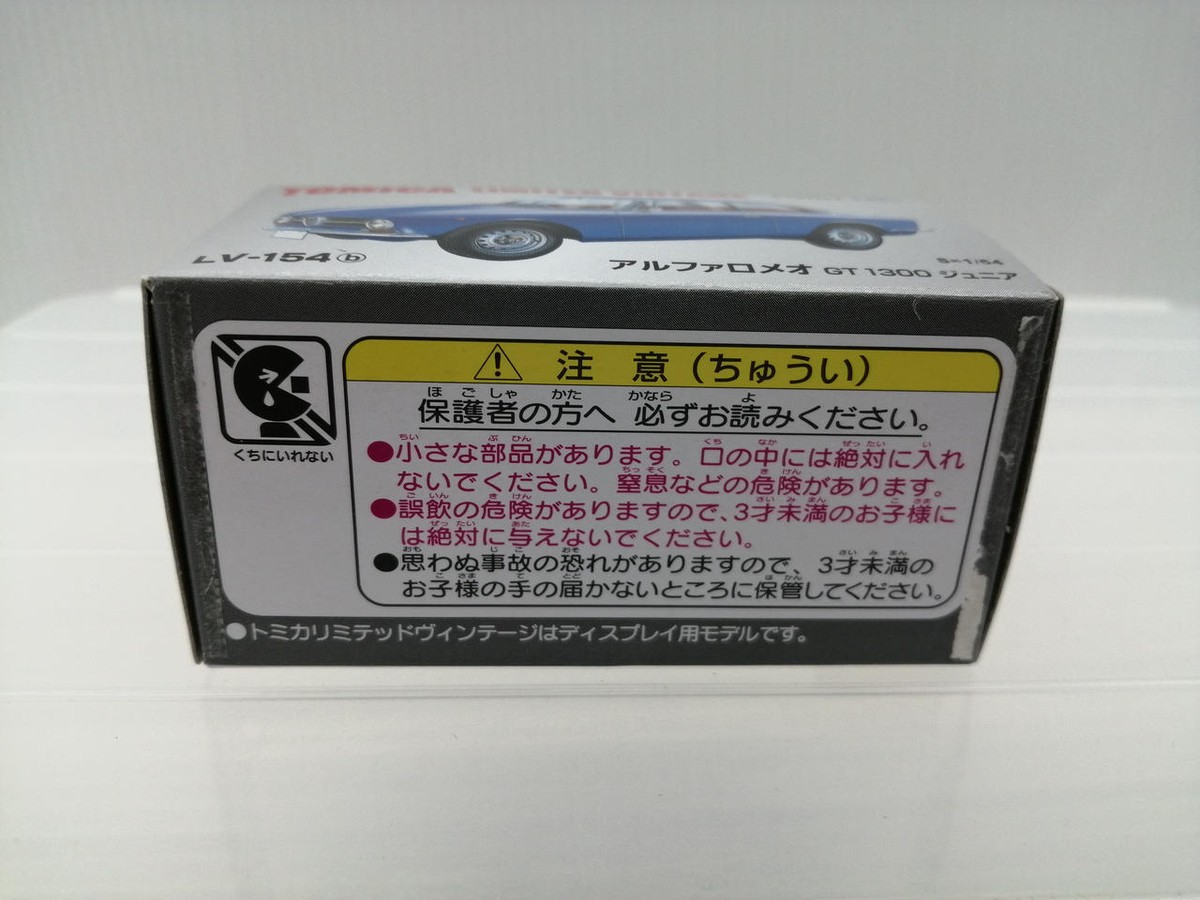 TOMICA LIMITED VINTAGE
LV-154ⓑ
アルファロメオ GT 1300 ジュニア
S=1/64
注意(ちゅうい)
保護者の方へ 必ずお読みください。
くちにいれない
●小さな部品があります。口の中には絶対に入れ
ないでください。窒息などの危険があります。
●誤飲の危険がありますので、3才未満のお子様に
は絶対に与えないでください。
●思わぬ事故の恐れがありますので、3才未満の
お子様の手の届かないところに保管してください。
●トミカリミテッドヴィンテージはディスプレイ用モデルです。